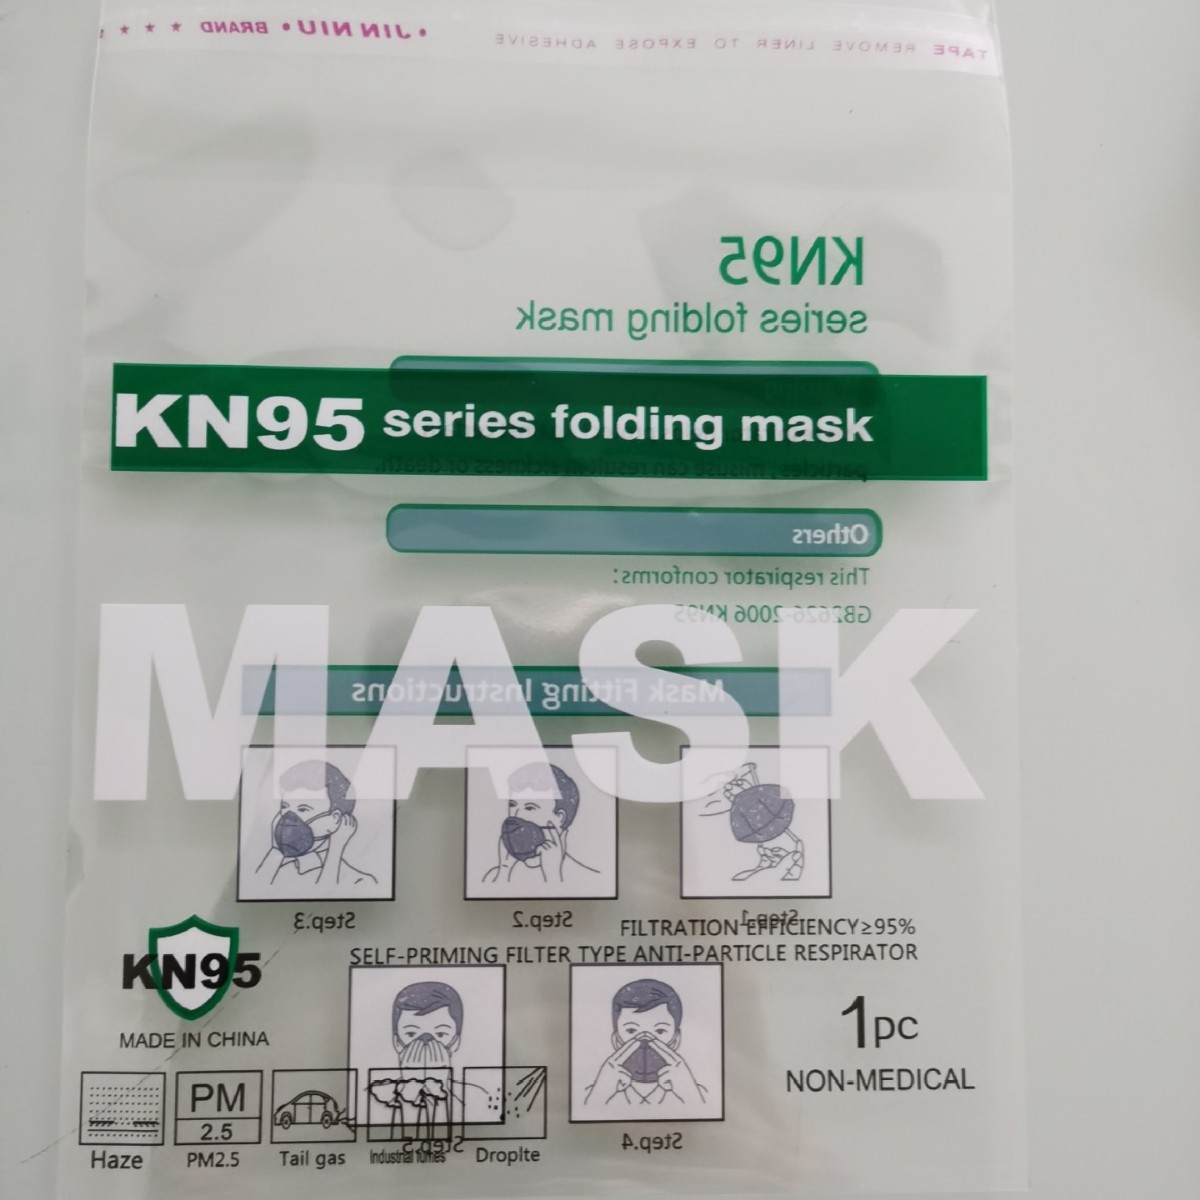 TAPE REMOVE LINER TO EXPOSE ADHESIVE
• JIN NIU • BRAND ★ ★ ★ ★
KN95
series folding mask
KN95 series folding mask
particles, misuse can result in sickness or death.
Others
This respirator conforms:
GB2626-2006 KN95
MASK
Mask Fitting Instructions
Step.1
Step.2
Step.3
FILTRATION EFFICIENCY≥95%
SELF-PRIMING FILTER TYPE ANTI-PARTICLE RESPIRATOR
KN95
MADE IN CHINA
1pc
NON-MEDICAL
Step.4
Step.5
PM
2.5
Haze
PM2.5
Tail gas
Industrial fumes
Droplte